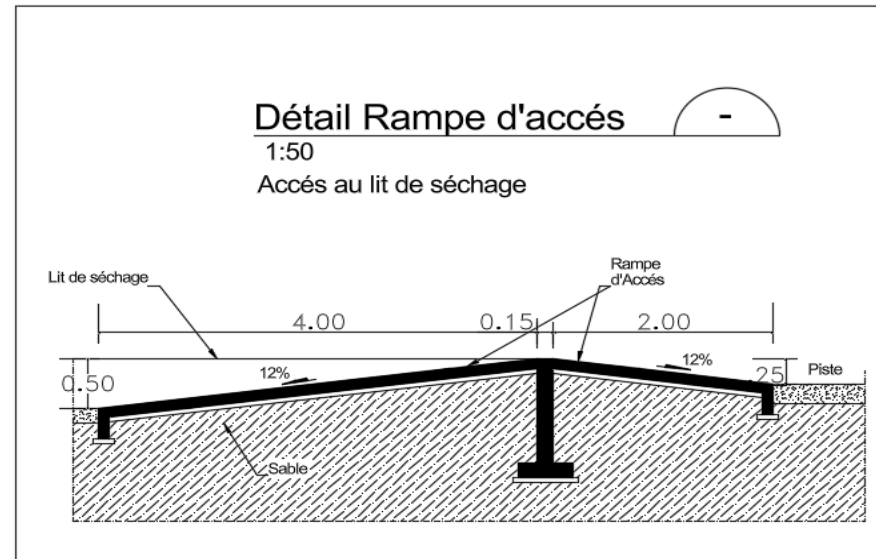 Détail Rampe d'accés
-
1:50
Accés au lit de séchage
Lit de séchage
Rampe
d'Accés
4.00
0.15
2.00
12%
12%
0.50
25
Piste
Sable